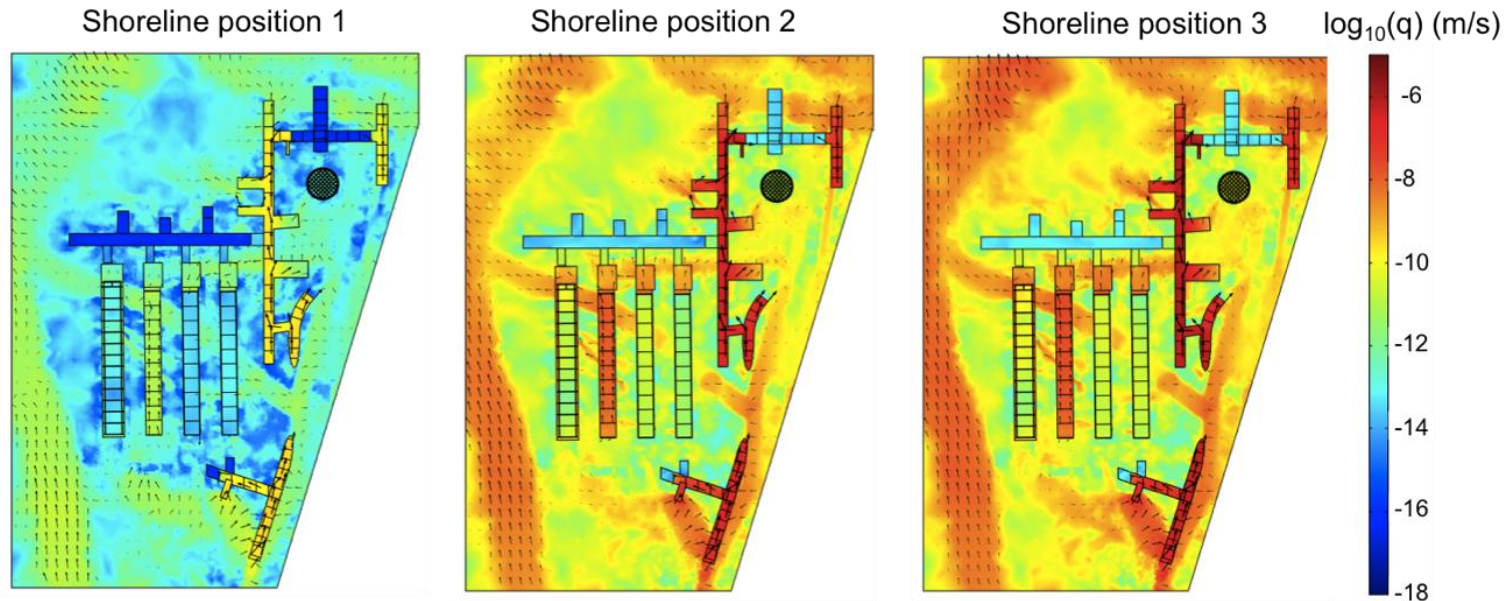 Shoreline position 1
Shoreline position 2
Shoreline position 3
log₁₀(q) (m/s)
-6
-8
-10
-12
-14
-16
-18